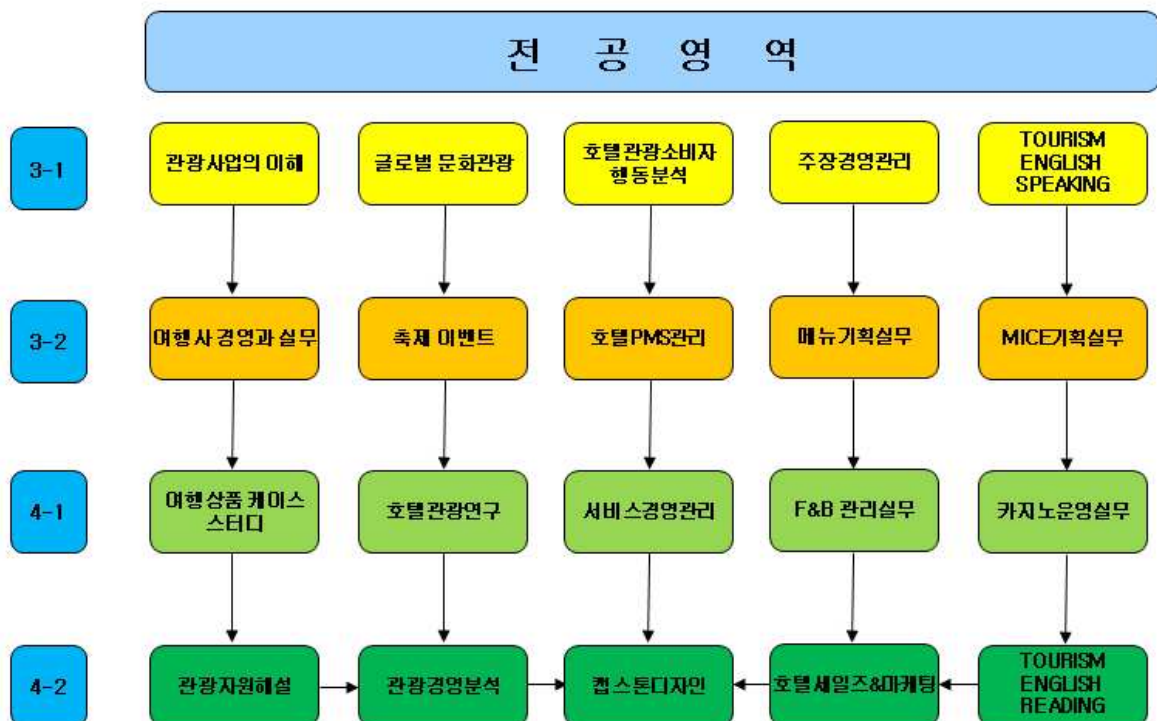 전 공 영 역
3-1
관광사업의 이해
글로벌 문화관광
호텔관광소비자
행동분석
주장경영관리
TOURISM
ENGLISH
SPEAKING
3-2
여행사 경영과 실무
축제 이벤트
호텔PMS관리
메뉴기획실무
MICE기획실무
4-1
여행상품 케이스
스터디
호텔관광연구
서비스경영관리
F&B 관리실무
카지노운영실무
4-2
관광자원해설
관광경영분석
캡스톤디자인
호텔세일즈&마케팅
TOURISM
ENGLISH
READING